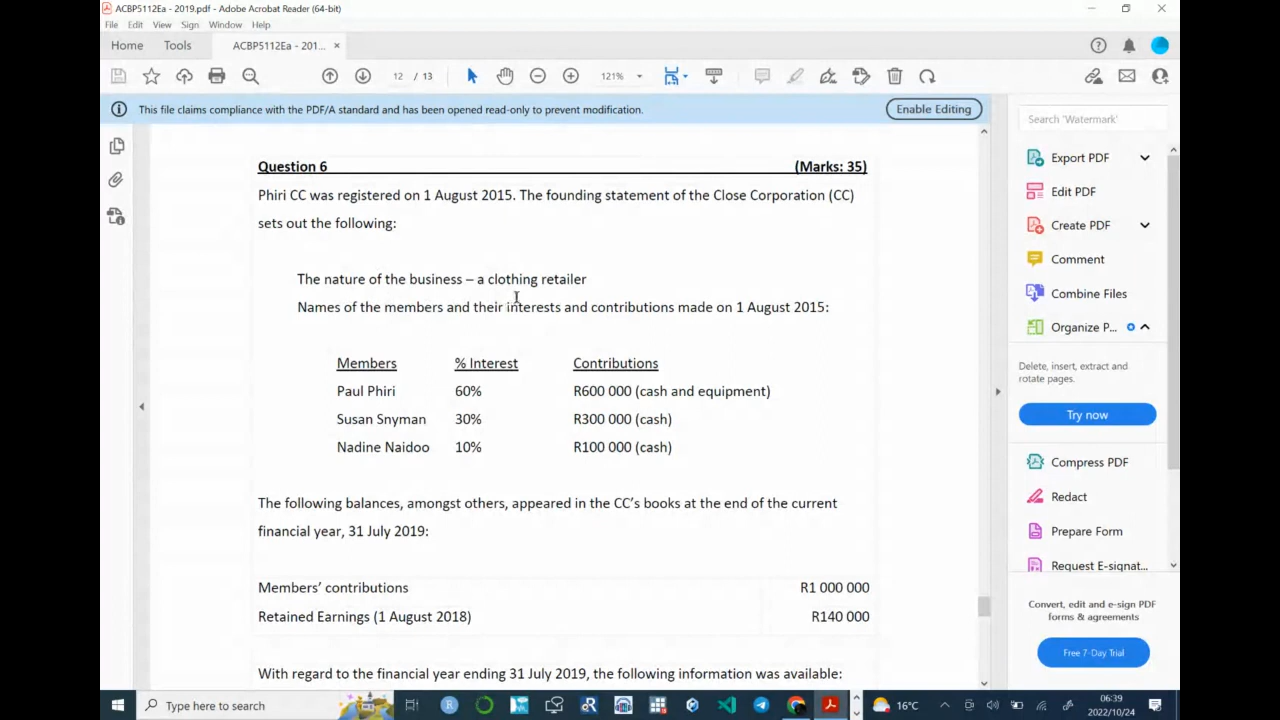 ACBP5112Ea - 2019.pdf - Adobe Acrobat Reader (64-bit)
File Edit View Sign Window Help
Home Tools ACBP5112Ea - 201... ×
12 / 13 121%
This file claims compliance with the PDF/A standard and has been opened read-only to prevent modification. Enable Editing
Question 6 (Marks: 35)
Phiri CC was registered on 1 August 2015. The founding statement of the Close Corporation (CC)
sets out the following:
The nature of the business – a clothing retailer
Names of the members and their interests and contributions made on 1 August 2015:
Members % Interest Contributions
Paul Phiri 60% R600 000 (cash and equipment)
Susan Snyman 30% R300 000 (cash)
Nadine Naidoo 10% R100 000 (cash)
The following balances, amongst others, appeared in the CC's books at the end of the current
financial year, 31 July 2019:
Members' contributions R1 000 000
Retained Earnings (1 August 2018) R140 000
With regard to the financial year ending 31 July 2019, the following information was available:
Search 'Watermark'
Export PDF
Edit PDF
Create PDF
Comment
Combine Files
Organize P...
Delete, insert, extract and
rotate pages.
Try now
Compress PDF
Redact
Prepare Form
Request E-signat...
Convert, edit and e-sign PDF
forms & agreements
Free 7-Day Trial
Type here to search
16°C
06:39
2022/10/24